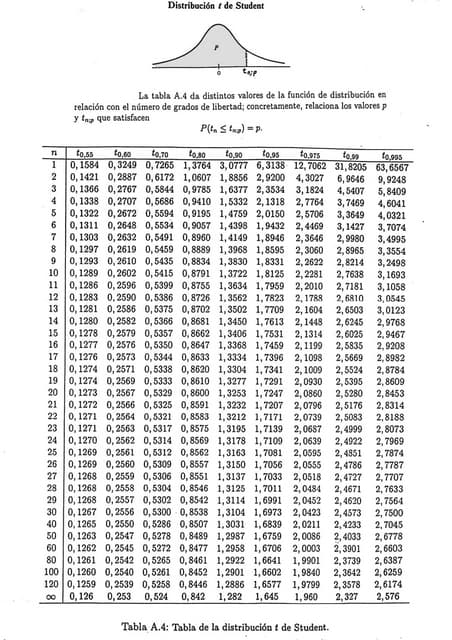 Distribución t de Student
p
0
t_n;p
La tabla A.4 da distintos valores de la función de distribución en
relación con el número de grados de libertad; concretamente, relaciona los valores p
y t_n;p que satisfacen
P(t_n ≤ t_n;p) = p.
n t_0,55 t_0,60 t_0,70 t_0,80 t_0,90 t_0,95 t_0,975 t_0,99 t_0,995
1 0,1584 0,3249 0,7265 1,3764 3,0777 6,3138 12,7062 31,8205 63,6567
2 0,1421 0,2887 0,6172 1,0607 1,8856 2,9200 4,3027 6,9646 9,9248
3 0,1366 0,2767 0,5844 0,9785 1,6377 2,3534 3,1824 4,5407 5,8409
4 0,1338 0,2707 0,5686 0,9410 1,5332 2,1318 2,7764 3,7469 4,6041
5 0,1322 0,2672 0,5594 0,9195 1,4759 2,0150 2,5706 3,3649 4,0321
6 0,1311 0,2648 0,5534 0,9057 1,4398 1,9432 2,4469 3,1427 3,7074
7 0,1303 0,2632 0,5491 0,8960 1,4149 1,8946 2,3646 2,9980 3,4995
8 0,1297 0,2619 0,5459 0,8889 1,3968 1,8595 2,3060 2,8965 3,3554
9 0,1293 0,2610 0,5435 0,8834 1,3830 1,8331 2,2622 2,8214 3,2498
10 0,1289 0,2602 0,5415 0,8791 1,3722 1,8125 2,2281 2,7638 3,1693
11 0,1286 0,2596 0,5399 0,8755 1,3634 1,7959 2,2010 2,7181 3,1058
12 0,1283 0,2590 0,5386 0,8726 1,3562 1,7823 2,1788 2,6810 3,0545
13 0,1281 0,2586 0,5375 0,8702 1,3502 1,7709 2,1604 2,6503 3,0123
14 0,1280 0,2582 0,5366 0,8681 1,3450 1,7613 2,1448 2,6245 2,9768
15 0,1278 0,2579 0,5357 0,8662 1,3406 1,7531 2,1314 2,6025 2,9467
16 0,1277 0,2576 0,5350 0,8647 1,3368 1,7459 2,1199 2,5835 2,9208
17 0,1276 0,2573 0,5344 0,8633 1,3334 1,7396 2,1098 2,5669 2,8982
18 0,1274 0,2571 0,5338 0,8620 1,3304 1,7341 2,1009 2,5524 2,8784
19 0,1274 0,2569 0,5333 0,8610 1,3277 1,7291 2,0930 2,5395 2,8609
20 0,1273 0,2567 0,5329 0,8600 1,3253 1,7247 2,0860 2,5280 2,8453
21 0,1272 0,2566 0,5325 0,8591 1,3232 1,7207 2,0796 2,5176 2,8314
22 0,1271 0,2564 0,5321 0,8583 1,3212 1,7171 2,0739 2,5083 2,8188
23 0,1271 0,2563 0,5317 0,8575 1,3195 1,7139 2,0687 2,4999 2,8073
24 0,1270 0,2562 0,5314 0,8569 1,3178 1,7109 2,0639 2,4922 2,7969
25 0,1269 0,2561 0,5312 0,8562 1,3163 1,7081 2,0595 2,4851 2,7874
26 0,1269 0,2560 0,5309 0,8557 1,3150 1,7056 2,0555 2,4786 2,7787
27 0,1268 0,2559 0,5306 0,8551 1,3137 1,7033 2,0518 2,4727 2,7707
28 0,1268 0,2558 0,5304 0,8546 1,3125 1,7011 2,0484 2,4671 2,7633
29 0,1268 0,2557 0,5302 0,8542 1,3114 1,6991 2,0452 2,4620 2,7564
30 0,1267 0,2556 0,5300 0,8538 1,3104 1,6973 2,0423 2,4573 2,7500
40 0,1265 0,2550 0,5286 0,8507 1,3031 1,6839 2,0211 2,4233 2,7045
50 0,1263 0,2547 0,5278 0,8489 1,2987 1,6759 2,0086 2,4033 2,6778
60 0,1262 0,2545 0,5272 0,8477 1,2958 1,6706 2,0003 2,3901 2,6603
80 0,1261 0,2542 0,5265 0,8461 1,2922 1,6641 1,9901 2,3739 2,6387
100 0,1260 0,2540 0,5261 0,8452 1,2901 1,6602 1,9840 2,3642 2,6259
120 0,1259 0,2539 0,5258 0,8446 1,2886 1,6577 1,9799 2,3578 2,6174
∞ 0,126 0,253 0,524 0,842 1,282 1,645 1,960 2,327 2,576
Tabla A.4: Tabla de la distribución t de Student.